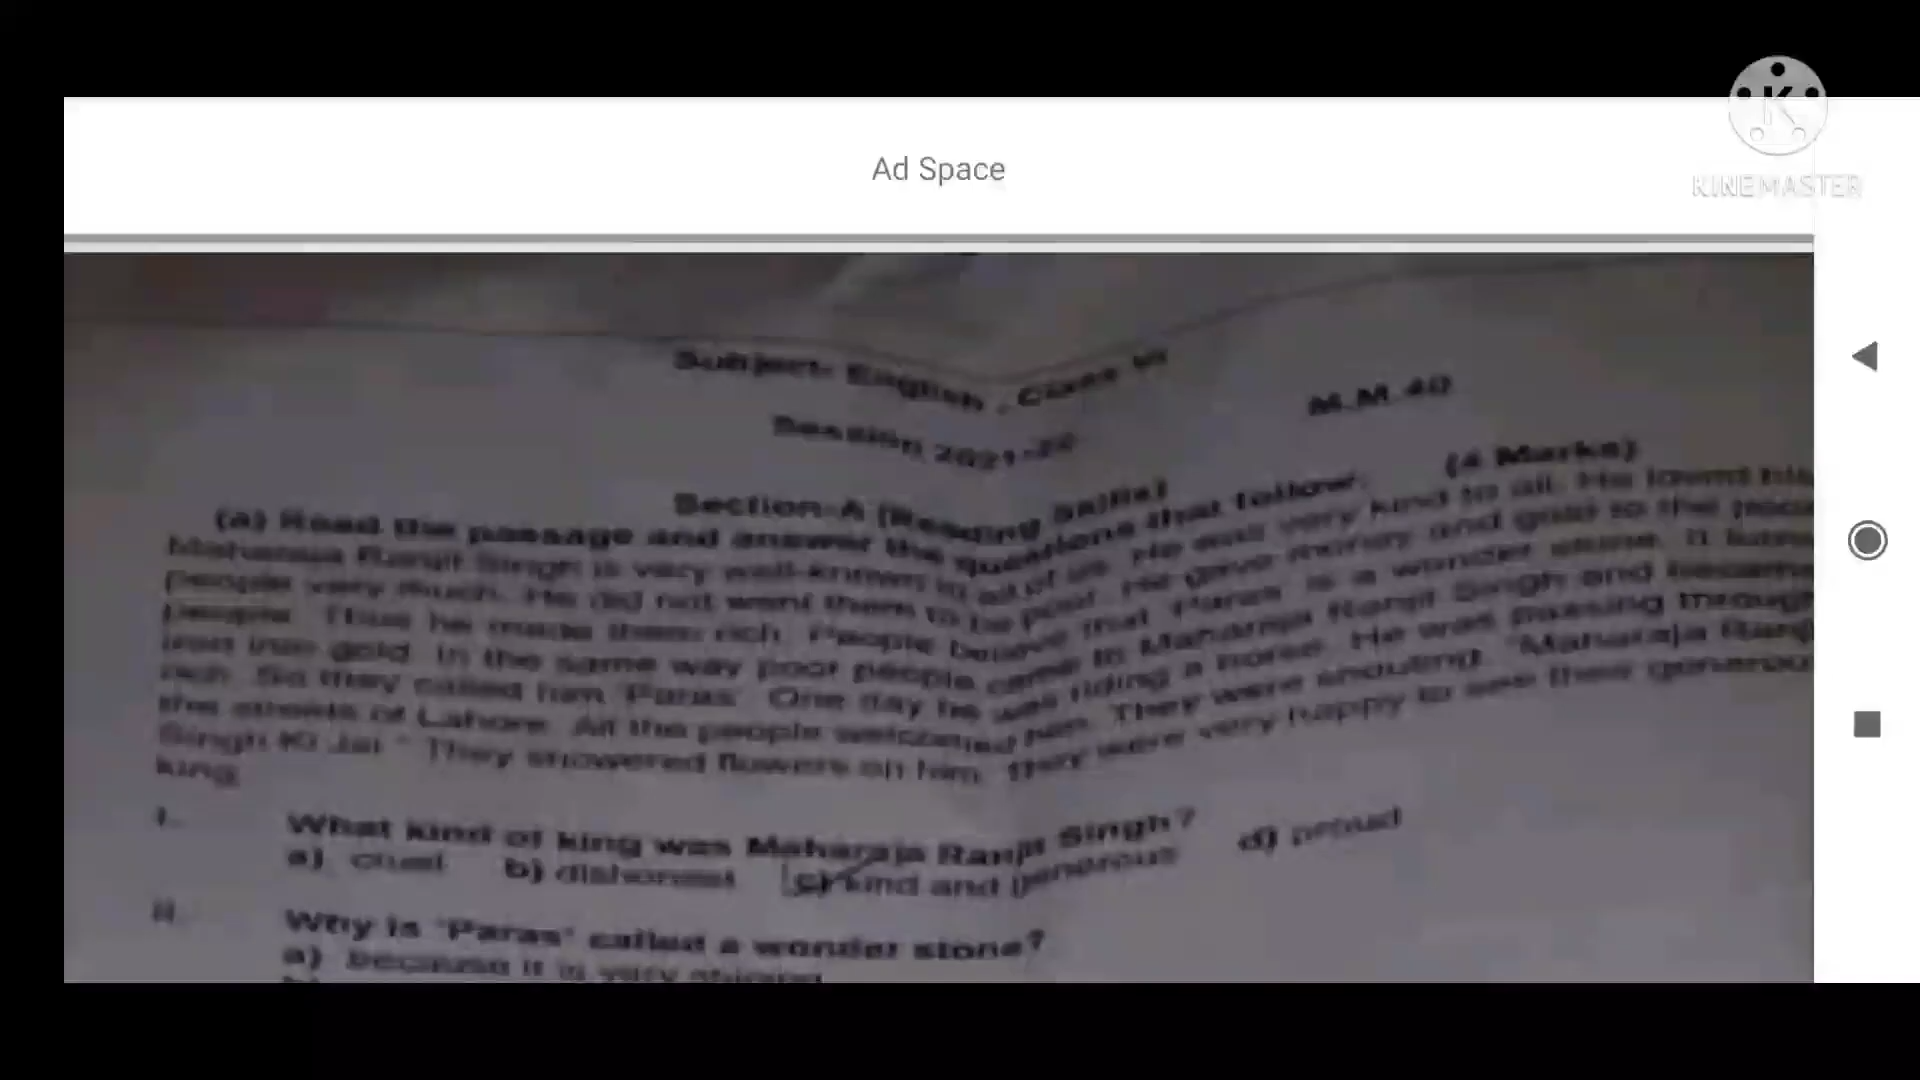 Ad Space
KINEMASTER
Subject- English , Class VI
Session 2021-22
M.M. 40
Section-A (Reading Skills)
(4 Marks)
(a) Read the passage and answer the questions that follow:
Maharaja Ranjit Singh is very well-known to all of us. He was very kind to all. He loved his
people very much. He did not want them to be poor. He gave money and gold to the poor
people. Thus he made them rich. People believe that 'Paras' is a wonder stone. It turns
iron into gold. In the same way poor people came to Maharaja Ranjit Singh and became
rich. So they called him 'Paras'. One day he was riding a horse. He was passing through
the streets of Lahore. All the people welcomed him. They were shouting, "Maharaja Ranjit
Singh Ki Jai." They showered flowers on him. They were very happy to see their generous
king.
i. What kind of king was Maharaja Ranjit Singh?
a) cruel b) dishonest c) kind and generous d) proud
ii. Why is 'Paras' called a wonder stone?
a) because it is very shining
b)